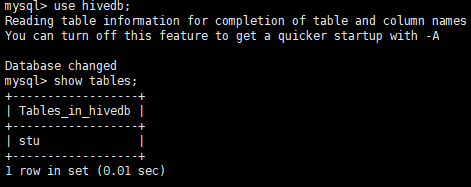 mysql> use hivedb;
Reading table information for completion of table and column names
You can turn off this feature to get a quicker startup with -A

Database changed
mysql> show tables;
+------------------+
| Tables_in_hivedb |
+------------------+
| stu              |
+------------------+
1 row in set (0.01 sec)